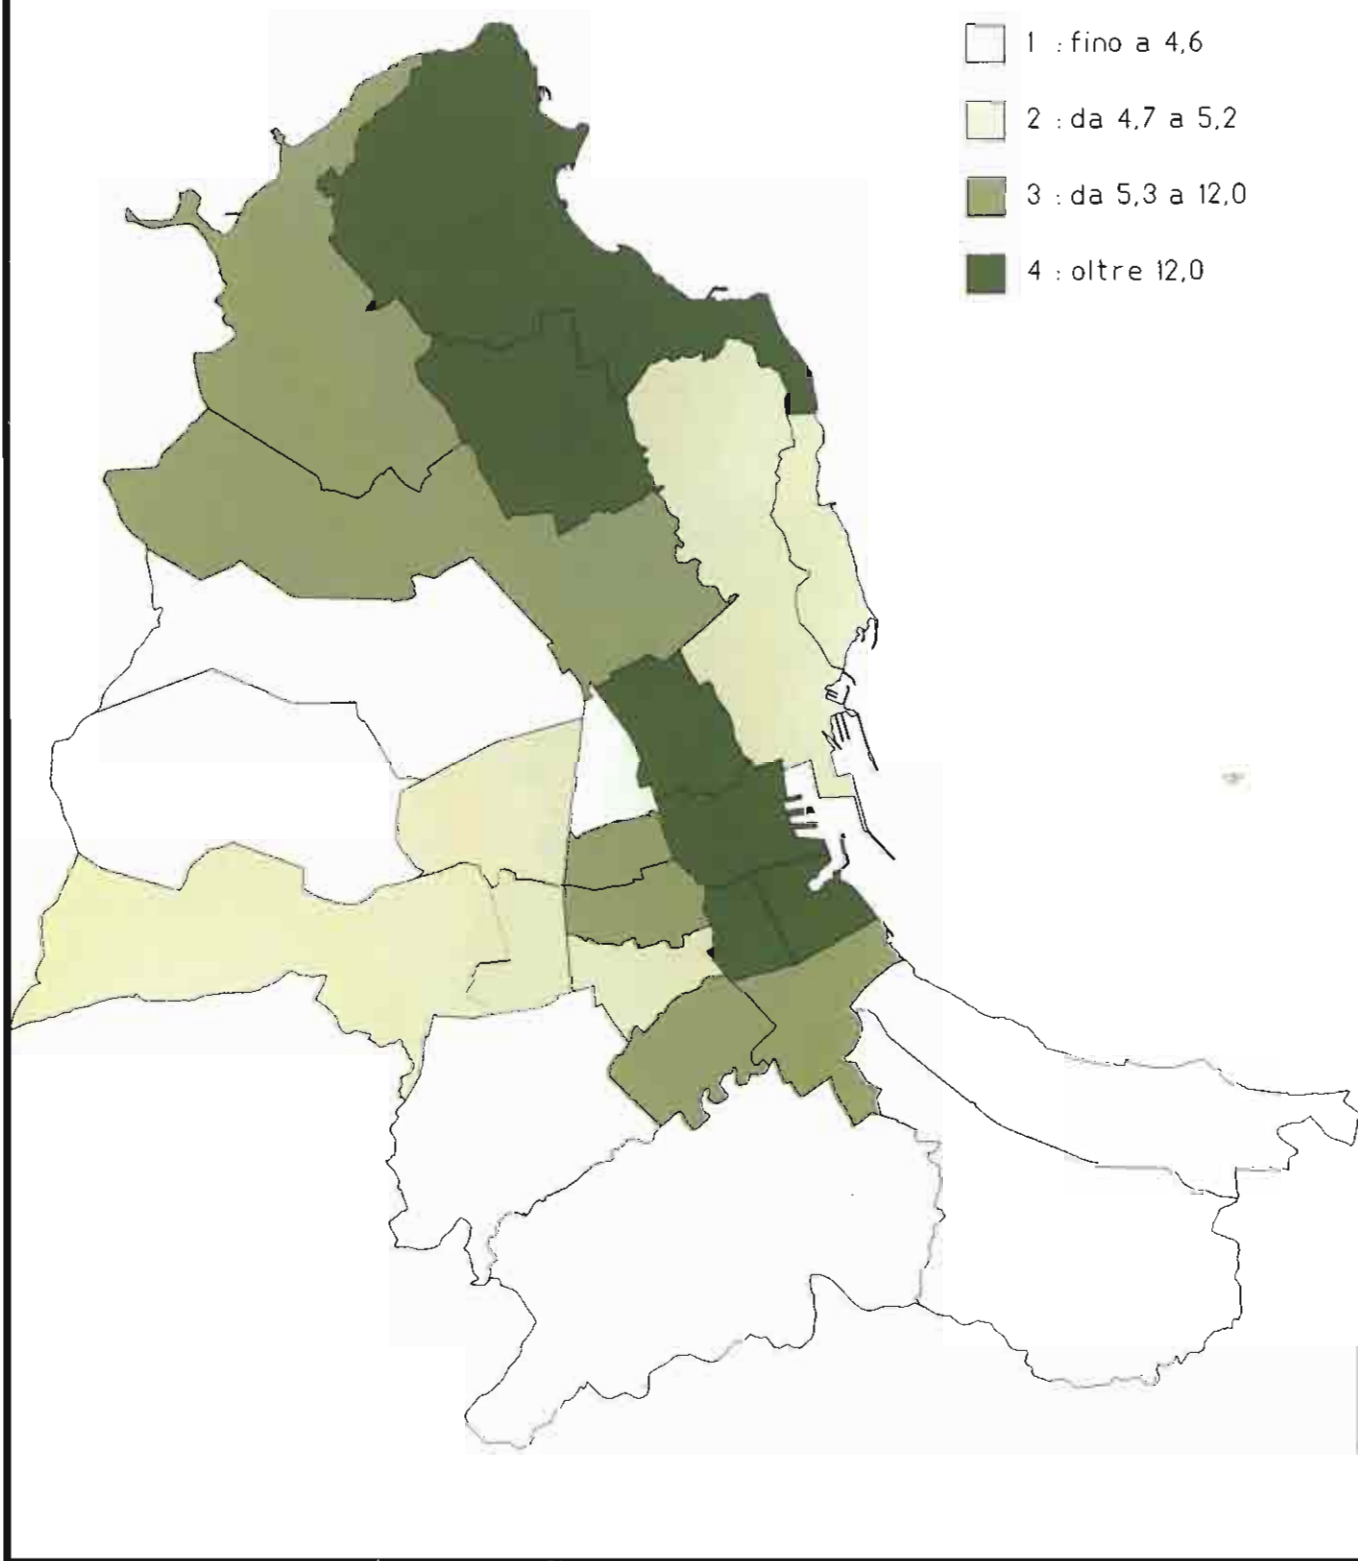 1 : fino a 4,6
2 : da 4,7 a 5,2
3 : da 5,3 a 12,0
4 : oltre 12,0